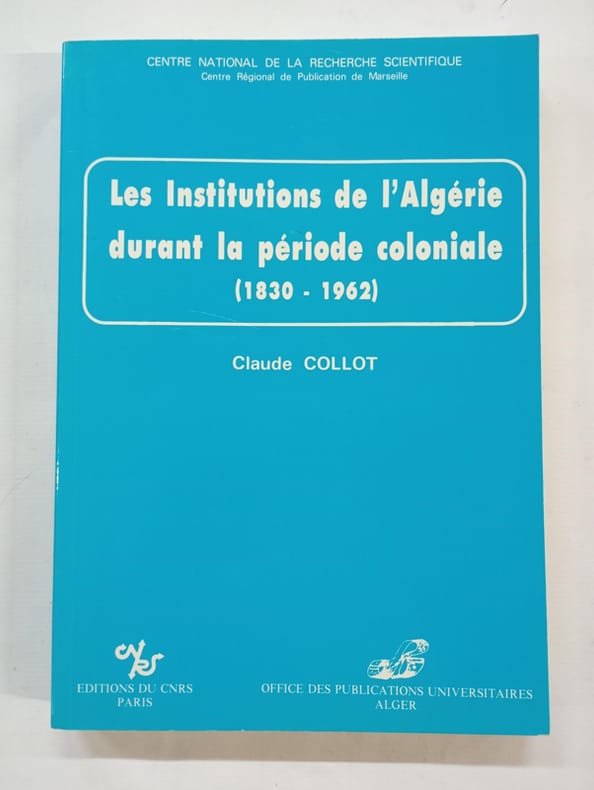 CENTRE NATIONAL DE LA RECHERCHE SCIENTIFIQUE
Centre Régional de Publication de Marseille
Les Institutions de l'Algérie
durant la période coloniale
(1830 - 1962)
Claude COLLOT
CNRS
EDITIONS DU CNRS
PARIS
OFFICE DES PUBLICATIONS UNIVERSITAIRES
ALGER